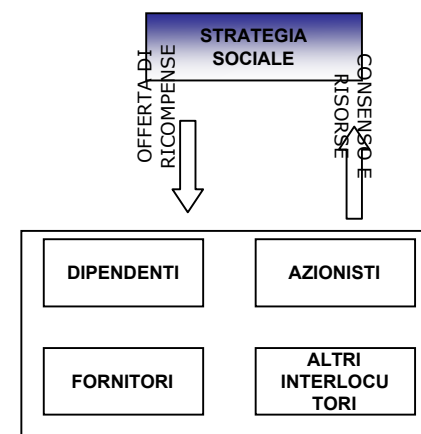 STRATEGIA
SOCIALE
OFFERTA DI
RICOMPENSE
CONSENSO E
RISORSE
DIPENDENTI
AZIONISTI
FORNITORI
ALTRI
INTERLOCU
TORI